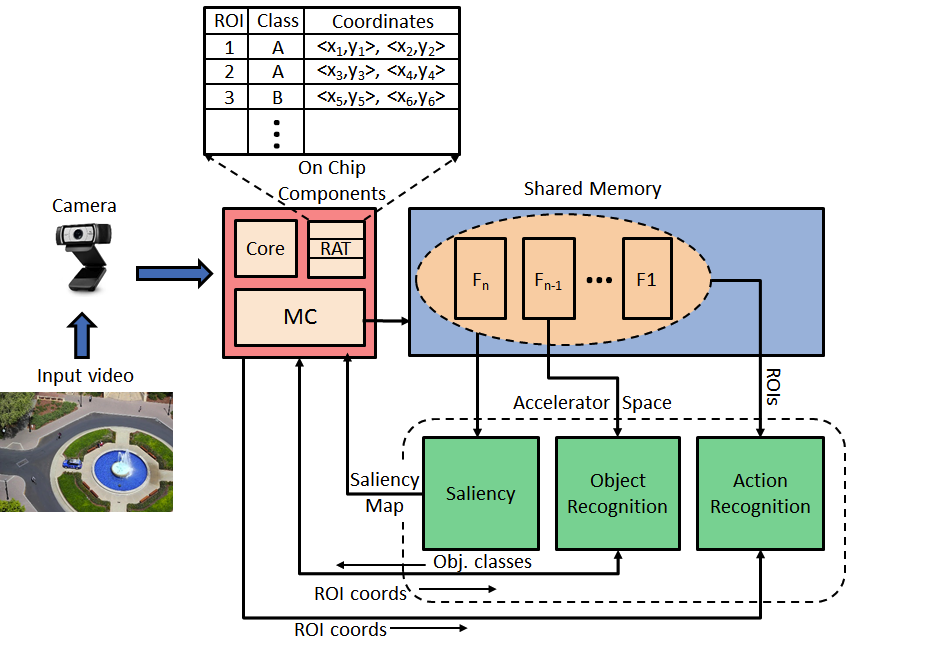 ROI Class Coordinates
1 A <x1,y1>, <x2,y2>
2 A <x3,y3>, <x4,y4>
3 B <x5,y5>, <x6,y6>
On Chip
Components
Shared Memory
Camera
Core
RAT
MC
Fn
Fn-1
F1
Input video
ROIs
Accelerator Space
Saliency
Map
Saliency
Object
Recognition
Action
Recognition
Obj. classes
ROI coords
ROI coords